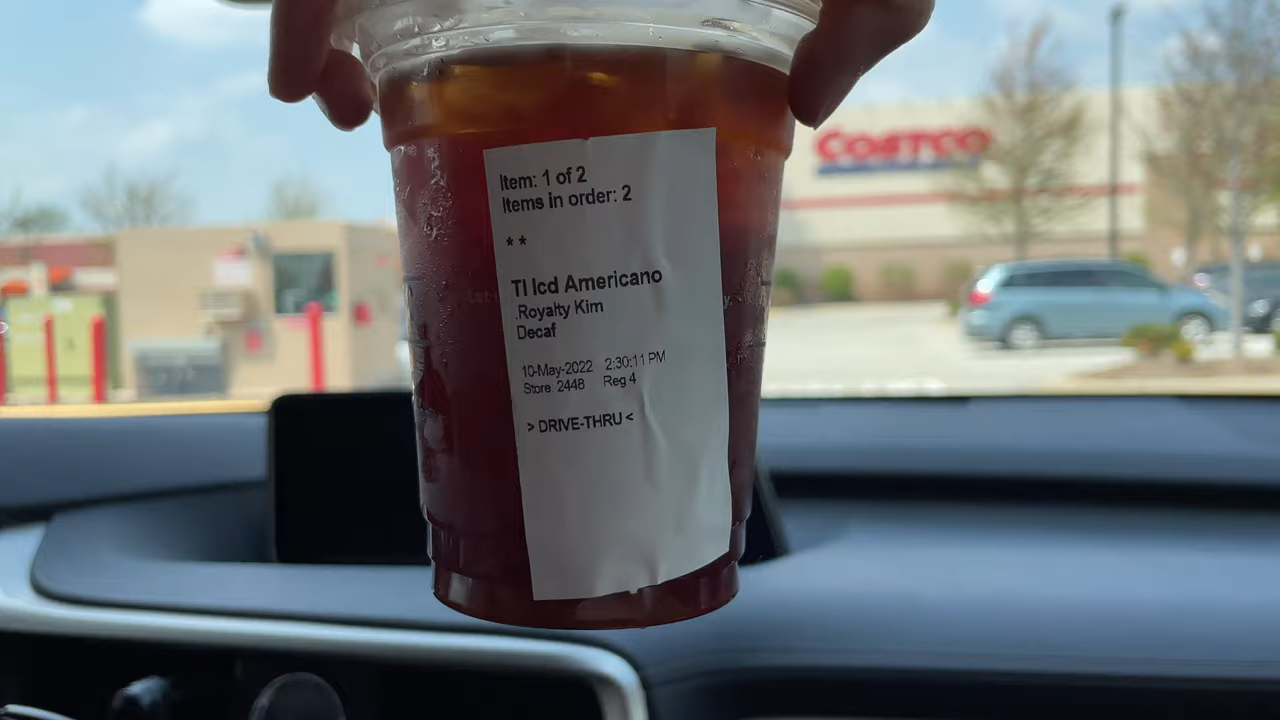 COSTCO
Item: 1 of 2
Items in order: 2
* *
TI Icd Americano
.Royalty Kim
Decaf
10-May-2022 2:30:11 PM
Store: 2448 Reg 4
> DRIVE-THRU <